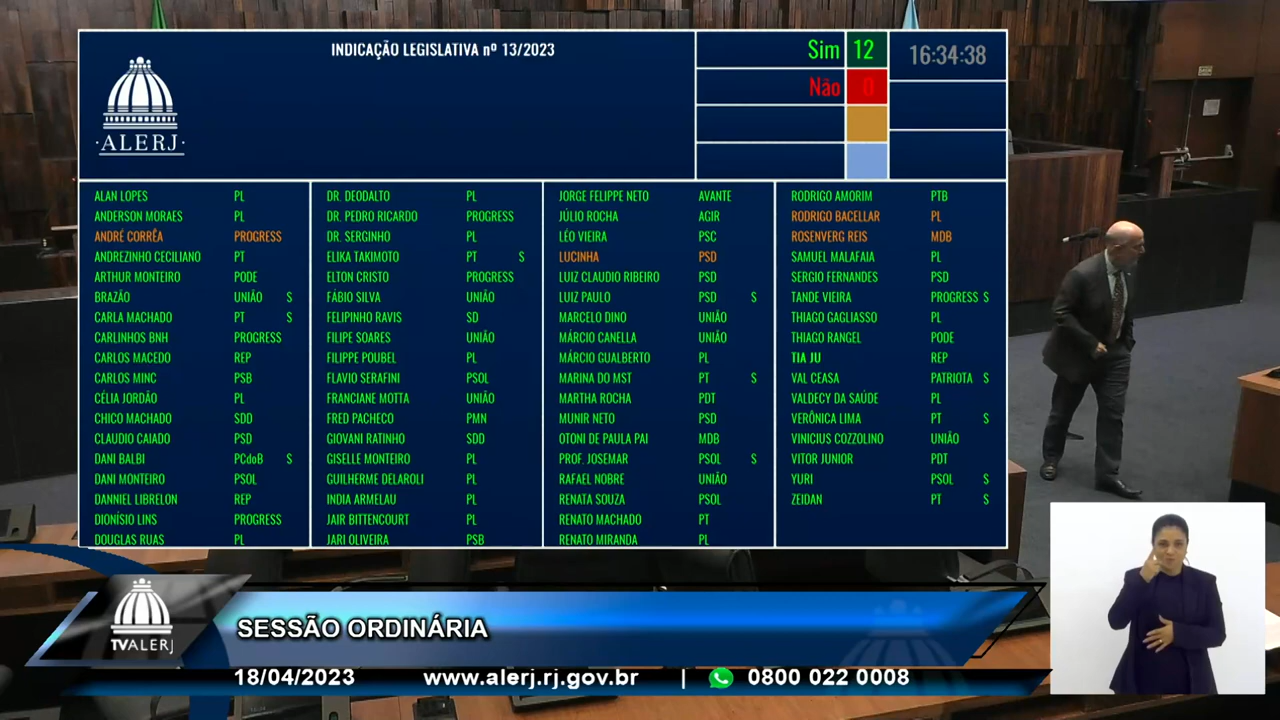 INDICAÇÃO LEGISLATIVA nº 13/2023
Sim 12
Não 0
16:34:38
·ALERJ·
ALAN LOPES PL
ANDERSON MORAES PL
ANDRÉ CORRÊA PROGRESS
ANDREZINHO CECILIANO PT
ARTHUR MONTEIRO PODE
BRAZÃO UNIÃO S
CARLA MACHADO PT S
CARLINHOS BNH PROGRESS
CARLOS MACEDO REP
CARLOS MINC PSB
CÉLIA JORDÃO PL
CHICO MACHADO SDD
CLAUDIO CAIADO PSD
DANI BALBI PCdoB S
DANI MONTEIRO PSOL
DANNIEL LIBRELON REP
DIONÍSIO LINS PROGRESS
DOUGLAS RUAS PL
DR. DEODALTO PL
DR. PEDRO RICARDO PROGRESS
DR. SERGINHO PL
ELIKA TAKIMOTO PT S
ELTON CRISTO PROGRESS
FÁBIO SILVA UNIÃO
FELIPINHO RAVIS SD
FILIPE SOARES UNIÃO
FILIPPE POUBEL PL
FLAVIO SERAFINI PSOL
FRANCIANE MOTTA UNIÃO
FRED PACHECO PMN
GIOVANI RATINHO SDD
GISELLE MONTEIRO PL
GUILHERME DELAROLI PL
INDIA ARMELAU PL
JAIR BITTENCOURT PL
JARI OLIVEIRA PSB
JORGE FELIPPE NETO AVANTE
JÚLIO ROCHA AGIR
LÉO VIEIRA PSC
LUCINHA PSD
LUIZ CLAUDIO RIBEIRO PSD
LUIZ PAULO PSD S
MARCELO DINO UNIÃO
MÁRCIO CANELLA UNIÃO
MÁRCIO GUALBERTO PL
MARINA DO MST PT S
MARTHA ROCHA PDT
MUNIR NETO PSD
OTONI DE PAULA PAI MDB
PROF. JOSEMAR PSOL S
RAFAEL NOBRE UNIÃO
RENATA SOUZA PSOL
RENATO MACHADO PT
RENATO MIRANDA PL
RODRIGO AMORIM PTB
RODRIGO BACELLAR PL
ROSENVERG REIS MDB
SAMUEL MALAFAIA PL
SERGIO FERNANDES PSD
TANDE VIEIRA PROGRESS S
THIAGO GAGLIASSO PL
THIAGO RANGEL PODE
TIA JU REP
VAL CEASA PATRIOTA S
VALDECY DA SAÚDE PL
VERÔNICA LIMA PT S
VINICIUS COZZOLINO UNIÃO
VITOR JUNIOR PDT
YURI PSOL S
ZEIDAN PT S
TVALERJ
SESSÃO ORDINÁRIA
18/04/2023 www.alerj.rj.gov.br | 0800 022 0008